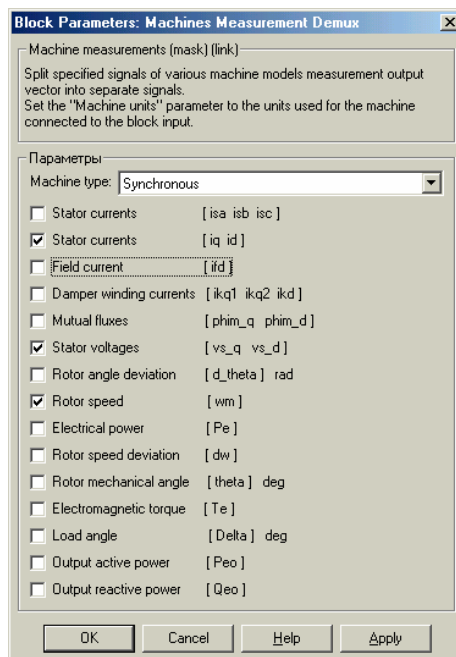 Block Parameters: Machines Measurement Demux
Machine measurements (mask) (link)
Split specified signals of various machine models measurement output
vector into separate signals.
Set the "Machine units" parameter to the units used for the machine
connected to the block input.
Параметры
Machine type: Synchronous
Stator currents [ isa isb isc ]
Stator currents [ iq id ]
Field current [ ifd ]
Damper winding currents [ ikq1 ikq2 ikd ]
Mutual fluxes [ phim_q phim_d ]
Stator voltages [ vs_q vs_d ]
Rotor angle deviation [ d_theta ] rad
Rotor speed [ wm ]
Electrical power [ Pe ]
Rotor speed deviation [ dw ]
Rotor mechanical angle [ theta ] deg
Electromagnetic torque [ Te ]
Load angle [ Delta ] deg
Output active power [ Peo ]
Output reactive power [ Qeo ]
OK Cancel Help Apply